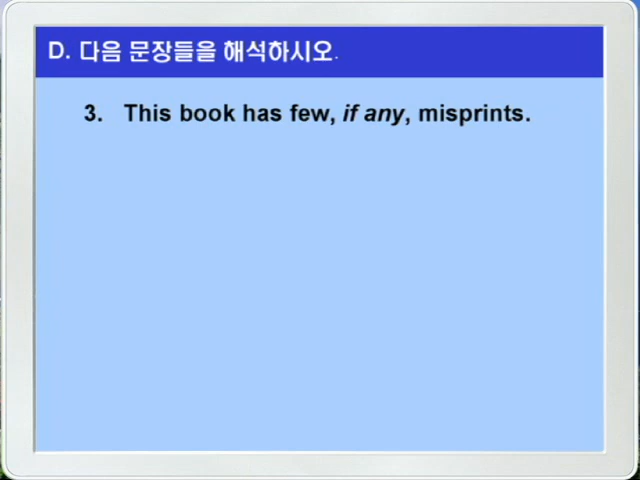 D. 다음 문장들을 해석하시오.
3. This book has few, if any, misprints.